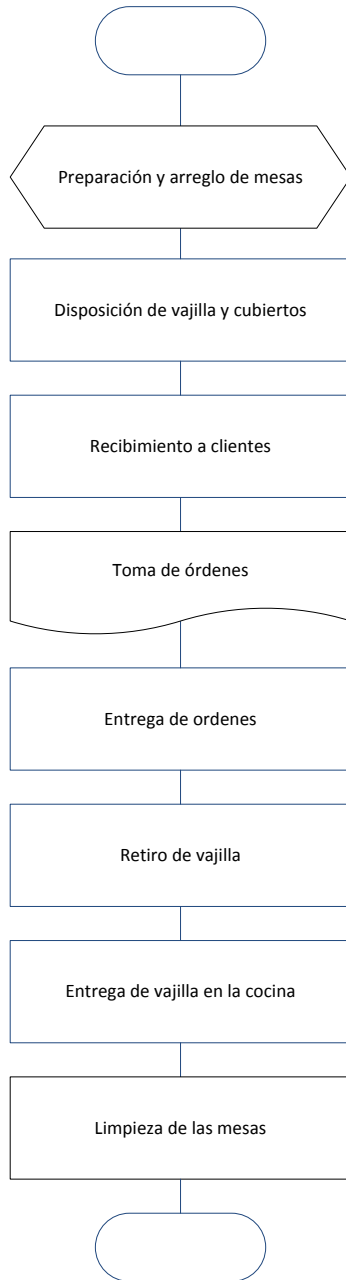 Preparación y arreglo de mesas
Disposición de vajilla y cubiertos
Recibimiento a clientes
Toma de órdenes
Entrega de ordenes
Retiro de vajilla
Entrega de vajilla en la cocina
Limpieza de las mesas